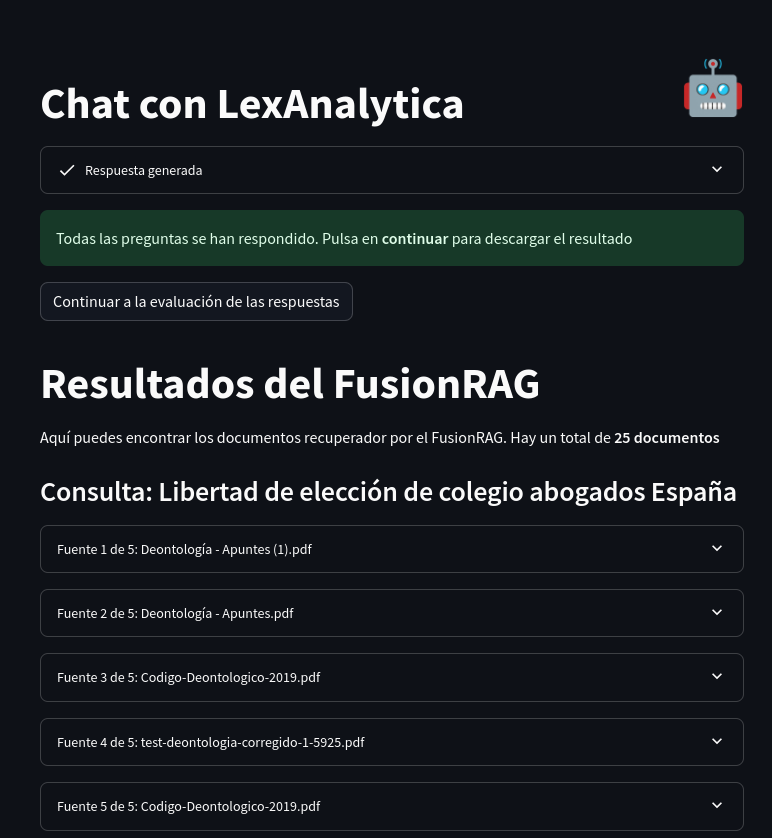 Chat con LexAnalytica
Respuesta generada
Todas las preguntas se han respondido. Pulsa en continuar para descargar el resultado
Continuar a la evaluación de las respuestas
Resultados del FusionRAG
Aquí puedes encontrar los documentos recuperador por el FusionRAG. Hay un total de 25 documentos
Consulta: Libertad de elección de colegio abogados España
Fuente 1 de 5: Deontología - Apuntes (1).pdf
Fuente 2 de 5: Deontología - Apuntes.pdf
Fuente 3 de 5: Codigo-Deontologico-2019.pdf
Fuente 4 de 5: test-deontologia-corregido-1-5925.pdf
Fuente 5 de 5: Codigo-Deontologico-2019.pdf